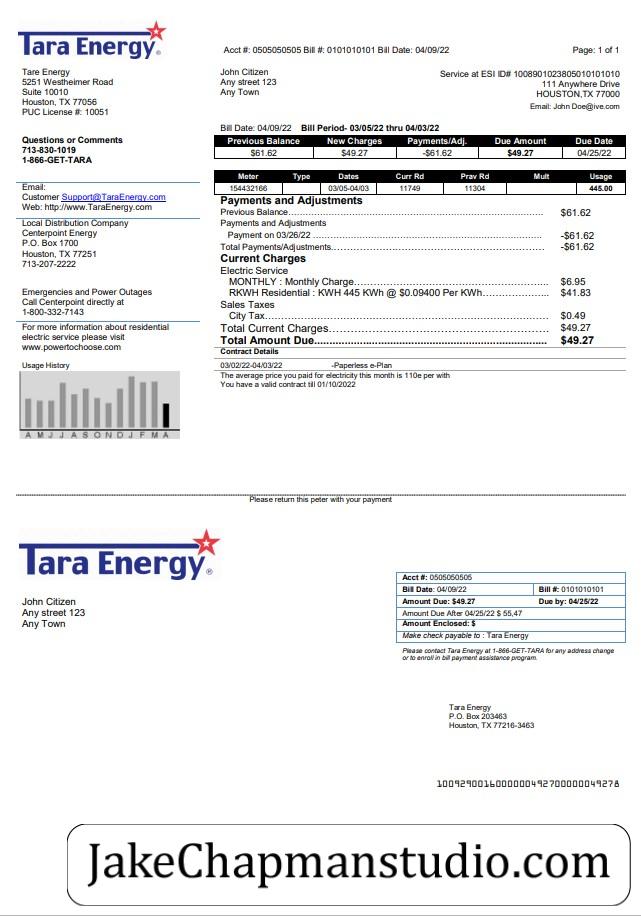 Tara Energy®
Acct #: 0505050505 Bill #: 0101010101 Bill Date: 04/09/22
Page: 1 of 1
Tare Energy
5251 Westheimer Road
Suite 10010
Houston, TX 77056
PUC License #: 10051
John Citizen
Any street 123
Any Town
Service at ESI ID# 1008901023805010101010
111 Anywhere Drive
HOUSTON,TX 77000
Email: John Doe@ive.com
Questions or Comments
713-830-1019
1-866-GET-TARA
Email:
Customer Support@TaraEnergy.com
Web: http://www.TaraEnergy.com
Local Distribution Company
Centerpoint Energy
P.O. Box 1700
Houston, TX 77251
713-207-2222
Emergencies and Power Outages
Call Centerpoint directly at
1-800-332-7143
For more information about residential
electric service please visit
www.powertochoose.com
Usage History
A M J J A S O N D J F M A
Bill Date: 04/09/22 Bill Period- 03/05/22 thru 04/03/22
Previous Balance New Charges Payments/Adj. Due Amount Due Date
$61.62 $49.27 -$61.62 $49.27 04/25/22
Meter Type Dates Curr Rd Prav Rd Mult Usage
154432166 03/05-04/03 11749 11304 445.00
Payments and Adjustments
Previous Balance.......... $61.62
Payments and Adjustments
Payment on 03/26/22 .......... -$61.62
Total Payments/Adjustments.......... -$61.62
Current Charges
Electric Service
MONTHLY : Monthly Charge.......... $6.95
RKWH Residential : KWH 445 KWh @ $0.09400 Per KWh.......... $41.83
Sales Taxes
City Tax.......... $0.49
Total Current Charges.......... $49.27
Total Amount Due.......... $49.27
Contract Details
03/02/22-04/03/22 -Paperless e-Plan
The average price you paid for electricity this month is 110e per with
You have a valid contract till 01/10/2022
Please return this peter with your payment
Tara Energy®
John Citizen
Any street 123
Any Town
Acct #: 0505050505
Bill Date: 04/09/22 Bill #: 0101010101
Amount Due: $49.27 Due by: 04/25/22
Amount Due After 04/25/22 $ 55,47
Amount Enclosed: $
Make check payable to : Tara Energy
Please contact Tara Energy at 1-866-GET-TARA for any address change
or to enroll in bill payment assistance program.
Tara Energy
P.O. Box 203463
Houston, TX 77216-3463
1009290016000000492700000049278
JakeChapmanstudio.com